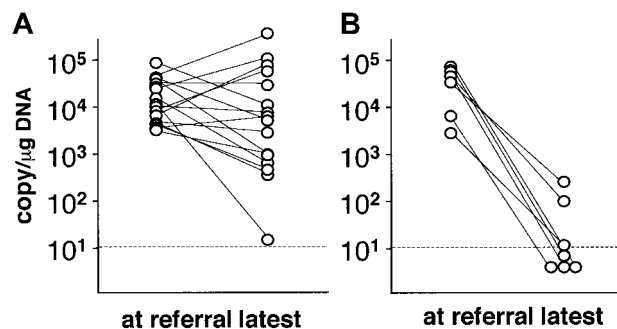 A
B
copy/µg DNA
10⁵
10⁴
10³
10²
10¹
10⁵
10⁴
10³
10²
10¹
at referral latest
at referral latest